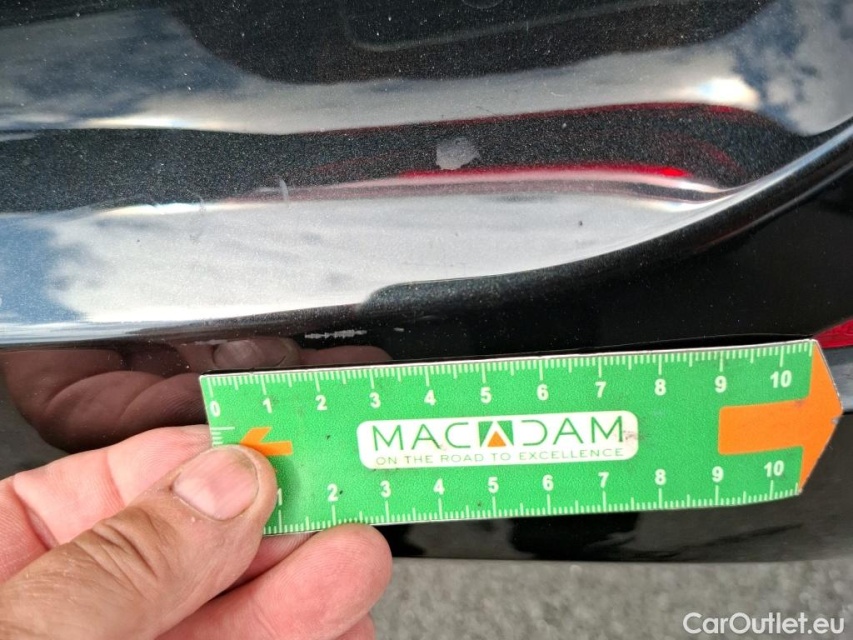 0 1 2 3 4 5 6 7 8 9 10
MACADAM
ON THE ROAD TO EXCELLENCE
1 2 3 4 5 6 7 8 9 10
CarOutlet.eu